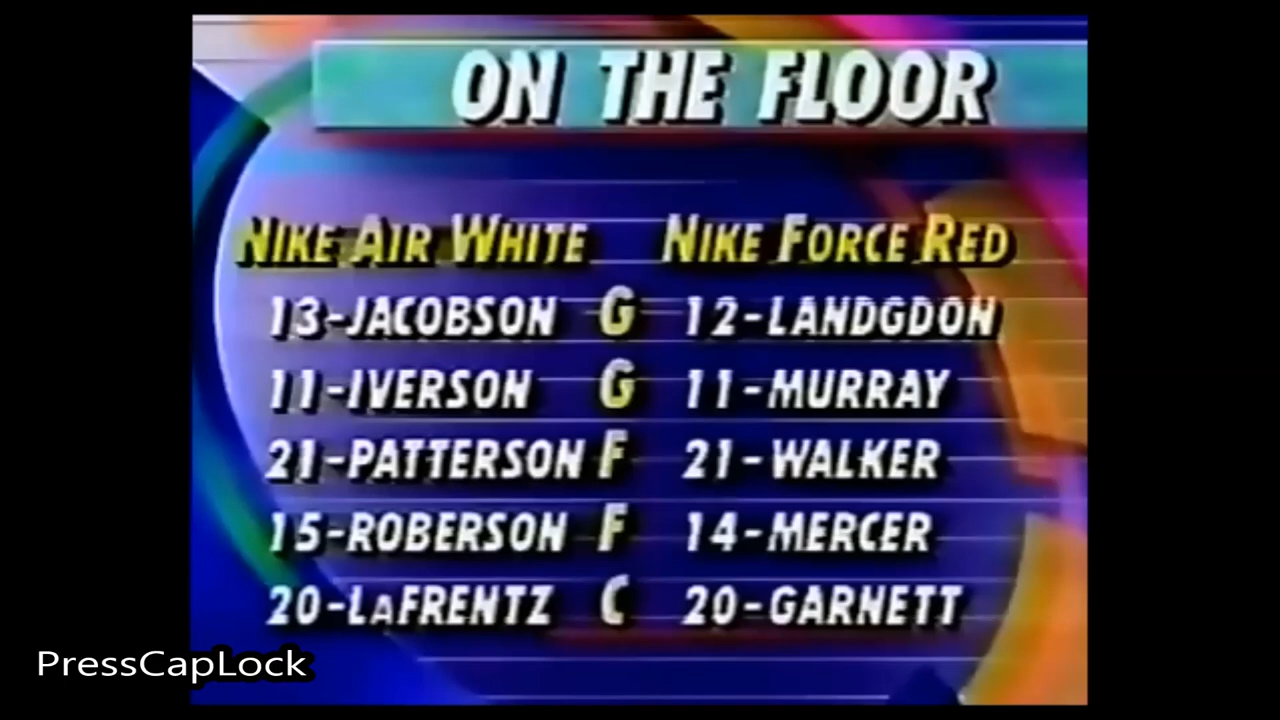 ON THE FLOOR
NIKE AIR WHITE NIKE FORCE RED
13-JACOBSON G 12-LANDGDON
11-IVERSON G 11-MURRAY
21-PATTERSON F 21-WALKER
15-ROBERSON F 14-MERCER
20-LAFRENTZ C 20-GARNETT
PressCapLock